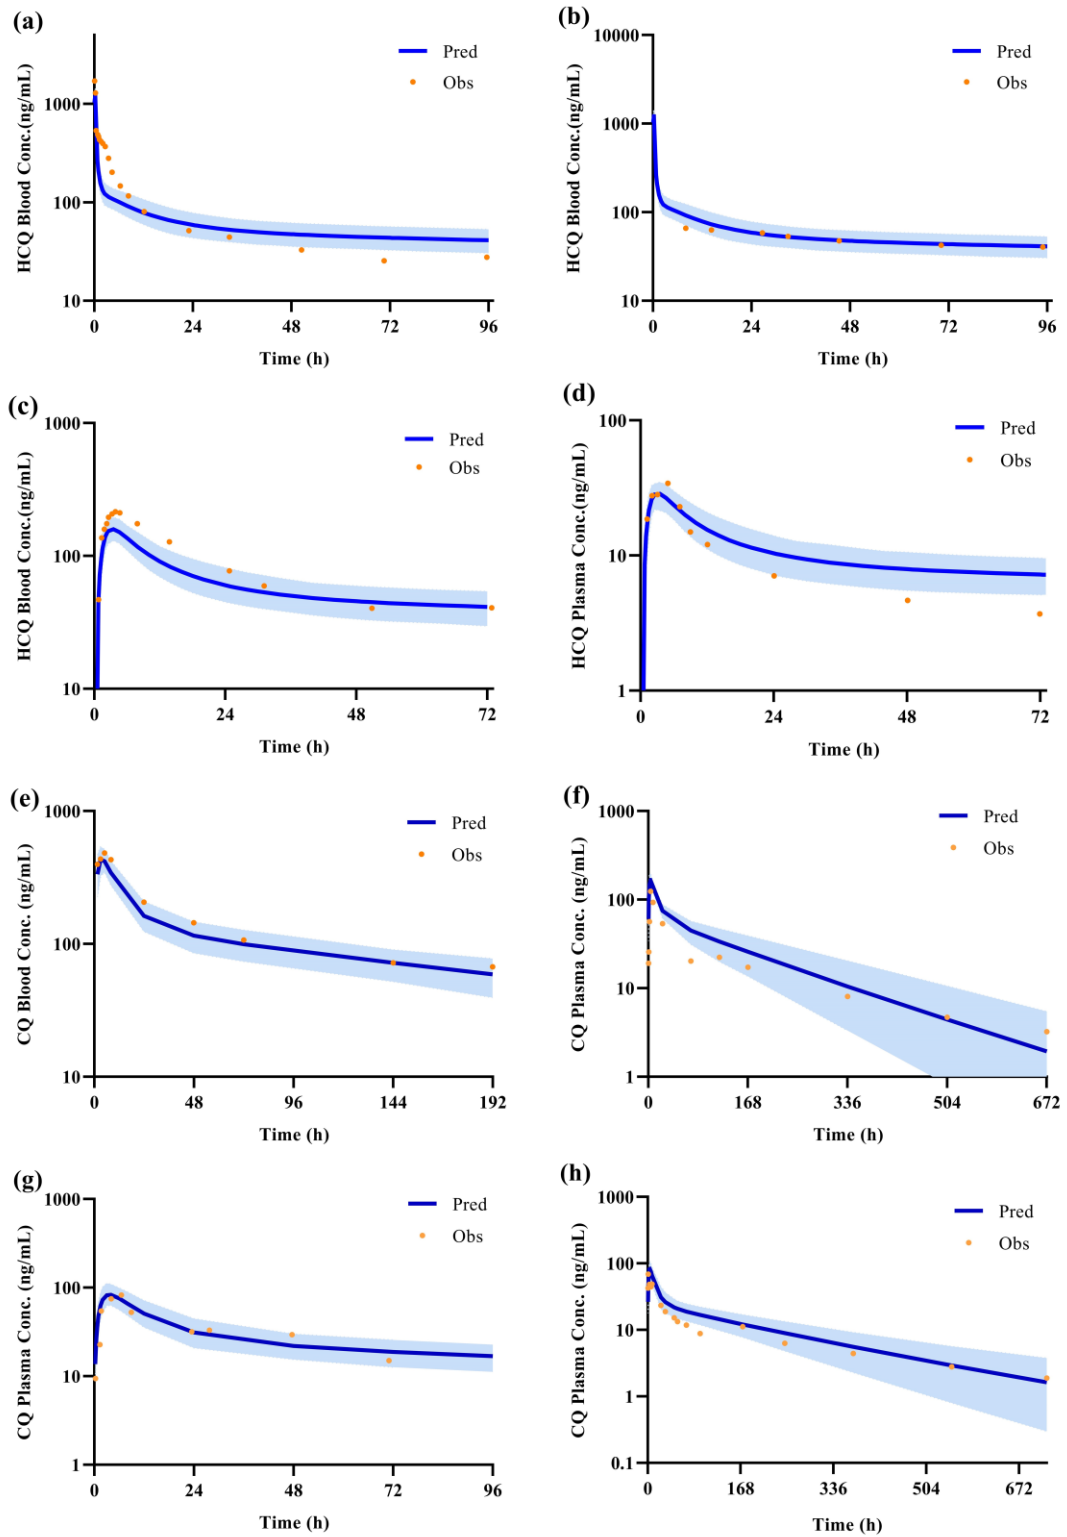 (a)
HCQ Blood Conc.(ng/mL)
1000
100
10
0 24 48 72 96
Time (h)
Pred
Obs
(b)
HCQ Blood Conc.(ng/mL)
10000
1000
100
10
0 24 48 72 96
Time (h)
Pred
Obs
(c)
HCQ Blood Conc.(ng/mL)
1000
100
10
0 24 48 72
Time (h)
Pred
Obs
(d)
HCQ Plasma Conc.(ng/mL)
100
10
1
0 24 48 72
Time (h)
Pred
Obs
(e)
CQ Blood Conc. (ng/mL)
1000
100
10
0 48 96 144 192
Time (h)
Pred
Obs
(f)
CQ Plasma Conc. (ng/mL)
1000
100
10
1
0 168 336 504 672
Time (h)
Pred
Obs
(g)
CQ Plasma Conc. (ng/mL)
1000
100
10
1
0 24 48 72 96
Time (h)
Pred
Obs
(h)
CQ Plasma Conc. (ng/mL)
1000
100
10
1
0.1
0 168 336 504 672
Time (h)
Pred
Obs